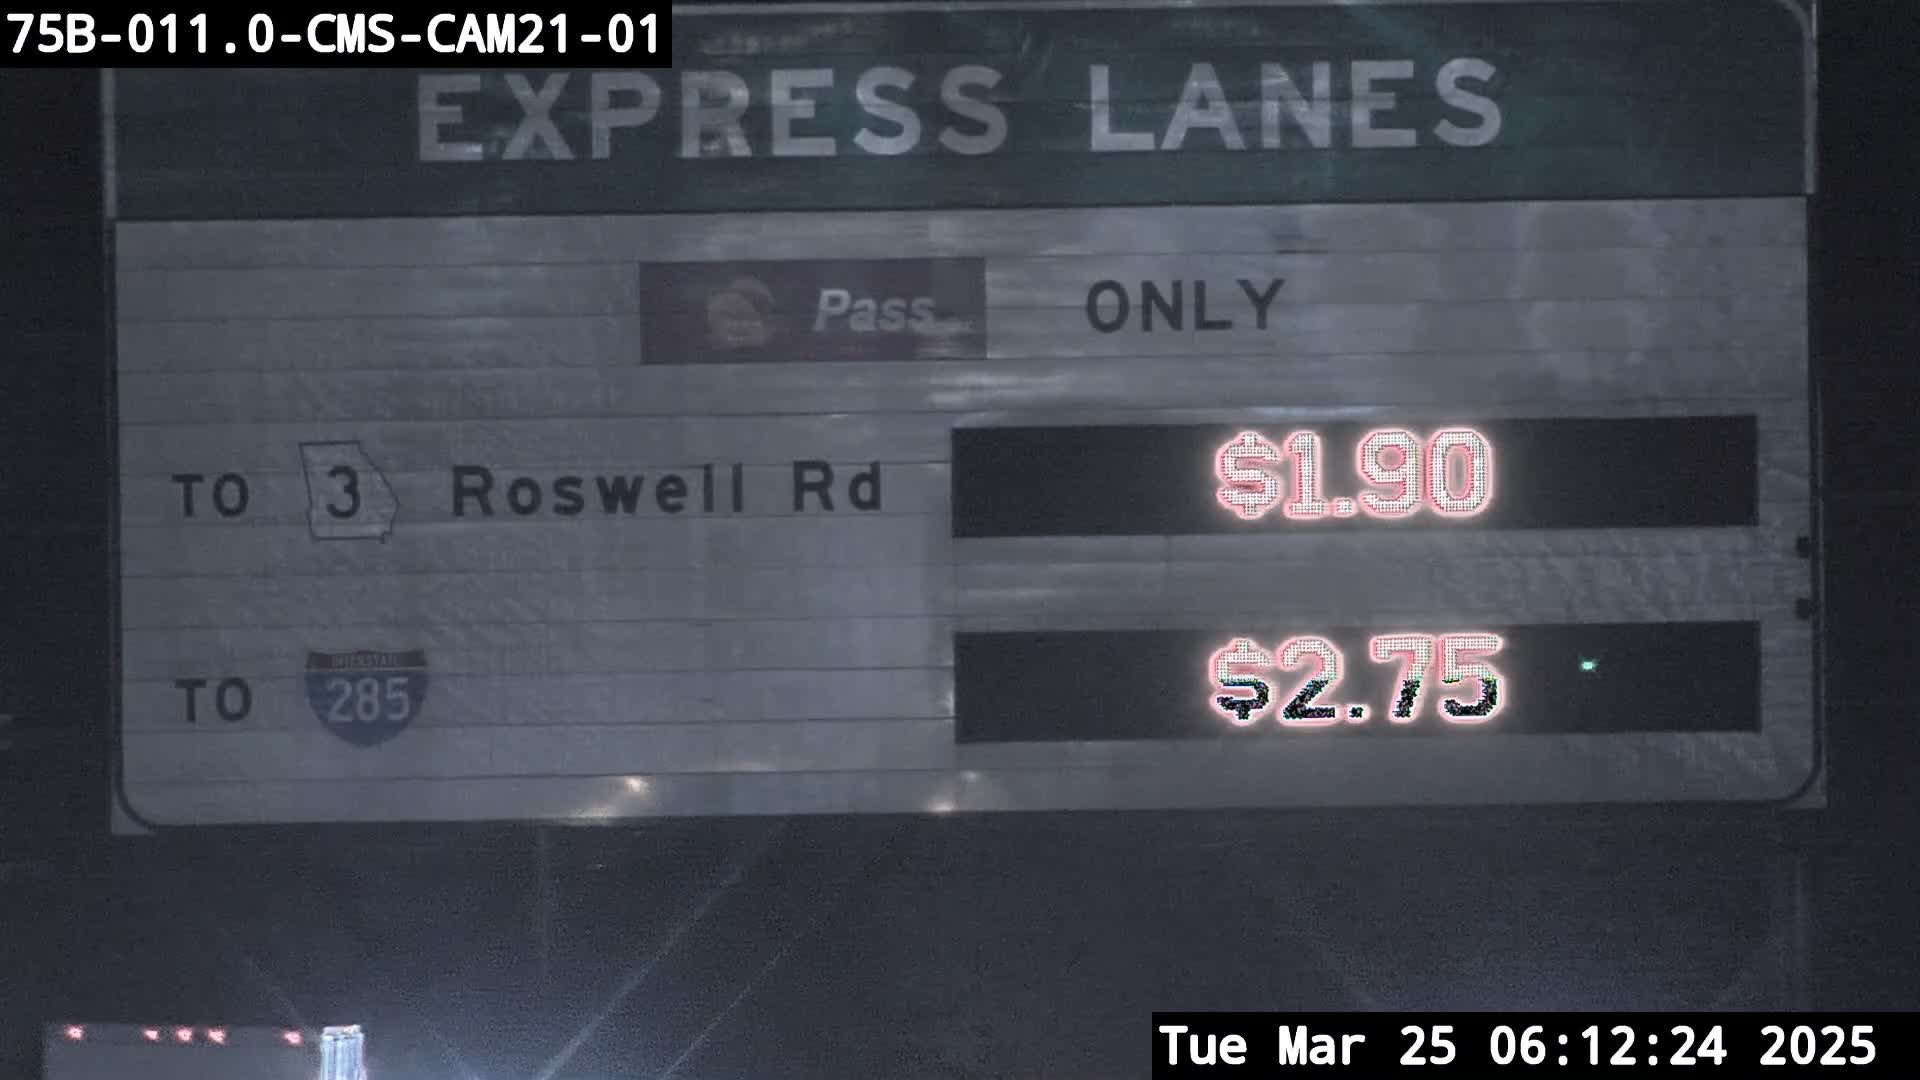 75B-011.0-CMS-CAM21-01
EXPRESS LANES
Pass ONLY
TO 3 Roswell Rd $1.90
TO INTERSTATE 285 $2.75
Tue Mar 25 06:12:24 2025